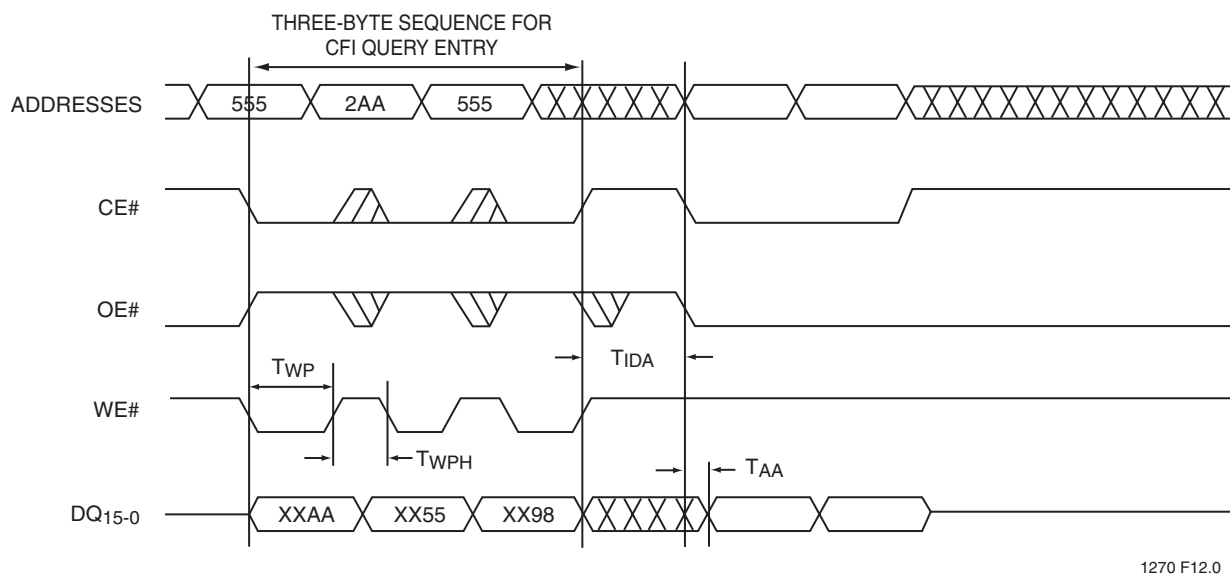 THREE-BYTE SEQUENCE FOR
CFI QUERY ENTRY
ADDRESSES
555
2AA
555
CE#
OE#
TIDA
TWP
WE#
TWPH
TAA
DQ15-0
XXAA
XX55
XX98
1270 F12.0